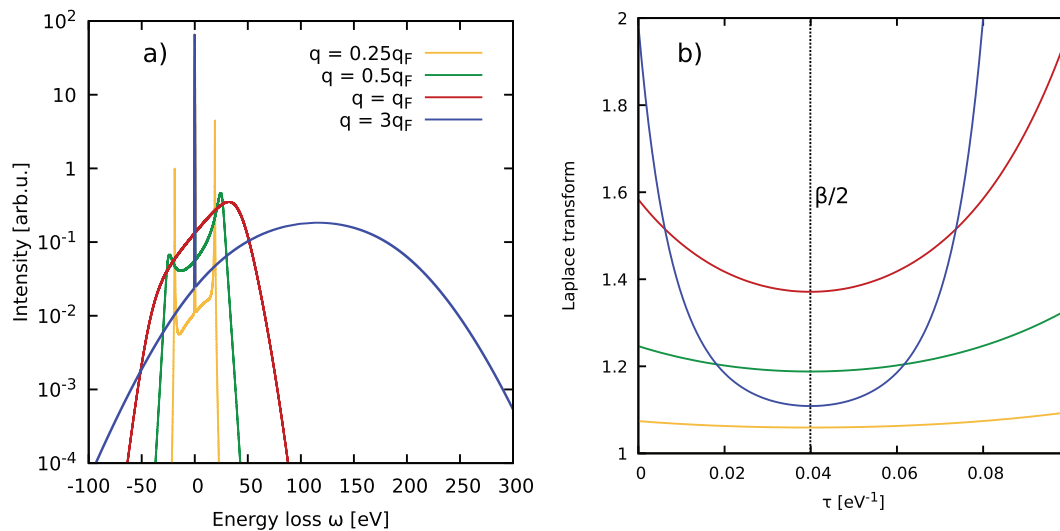 a)
q = 0.25qF
q = 0.5qF
q = qF
q = 3qF
Intensity [arb.u.]
10²
10
1
10⁻¹
10⁻²
10⁻³
10⁻⁴
-100 -50 0 50 100 150 200 250 300
Energy loss ω [eV]
b)
β/2
Laplace transform
2
1.8
1.6
1.4
1.2
1
0 0.02 0.04 0.06 0.08
τ [eV⁻¹]